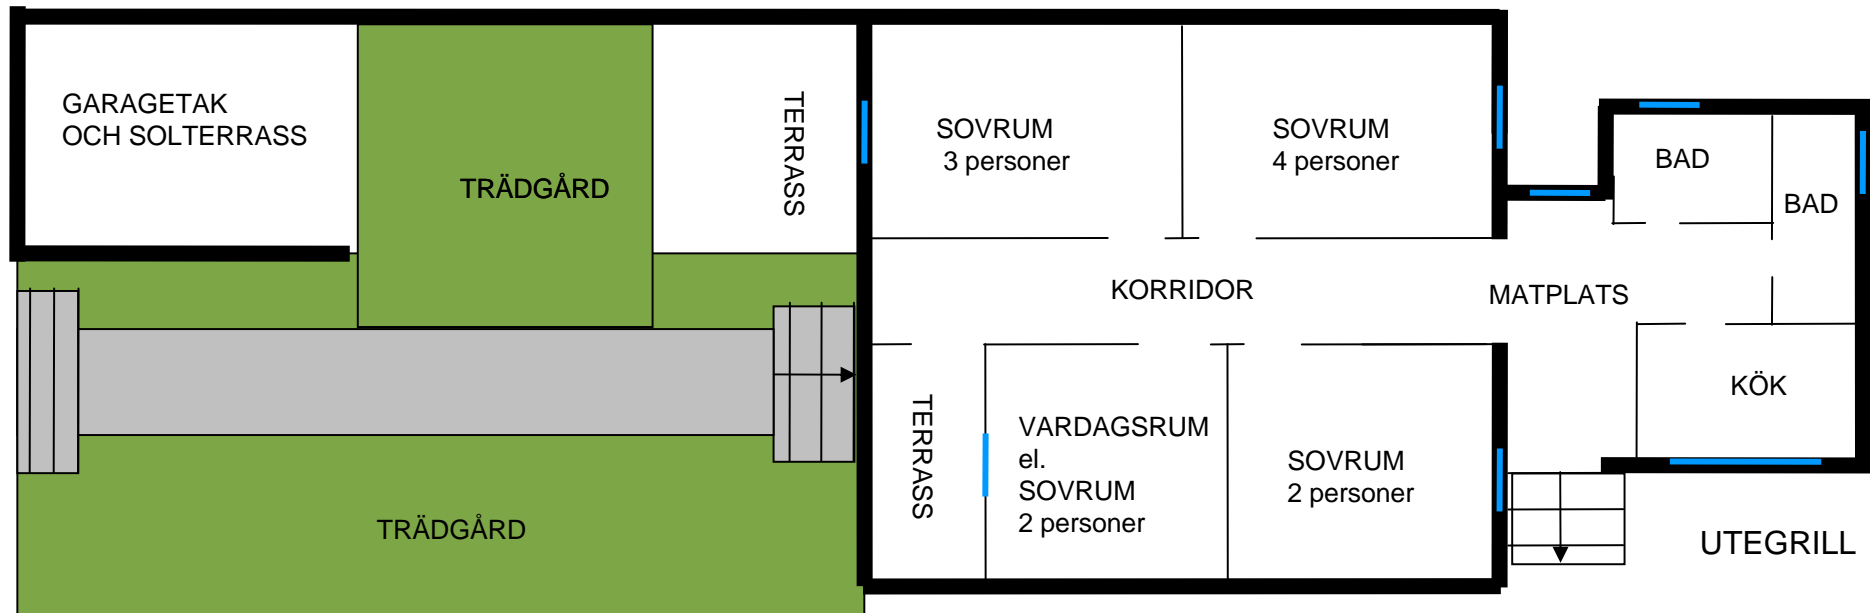 GARAGETAK
OCH SOLTERRASS
TRÄDGÅRD
TERRASS
SOVRUM
3 personer
SOVRUM
4 personer
BAD
BAD
KORRIDOR
MATPLATS
KÖK
TERRASS
VARDAGSRUM
el.
SOVRUM
2 personer
SOVRUM
2 personer
TRÄDGÅRD
UTEGRILL